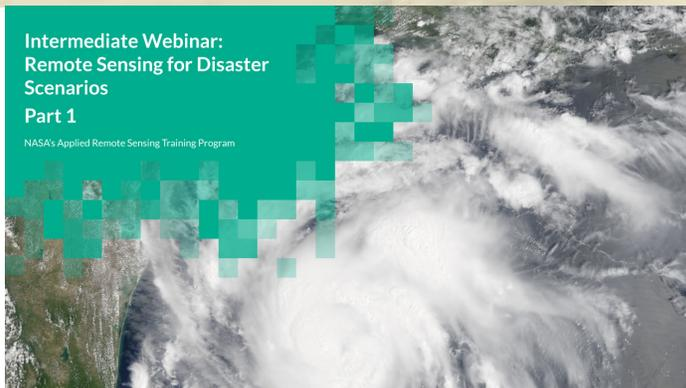 Intermediate Webinar:
Remote Sensing for Disaster
Scenarios
Part 1
NASA's Applied Remote Sensing Training Program